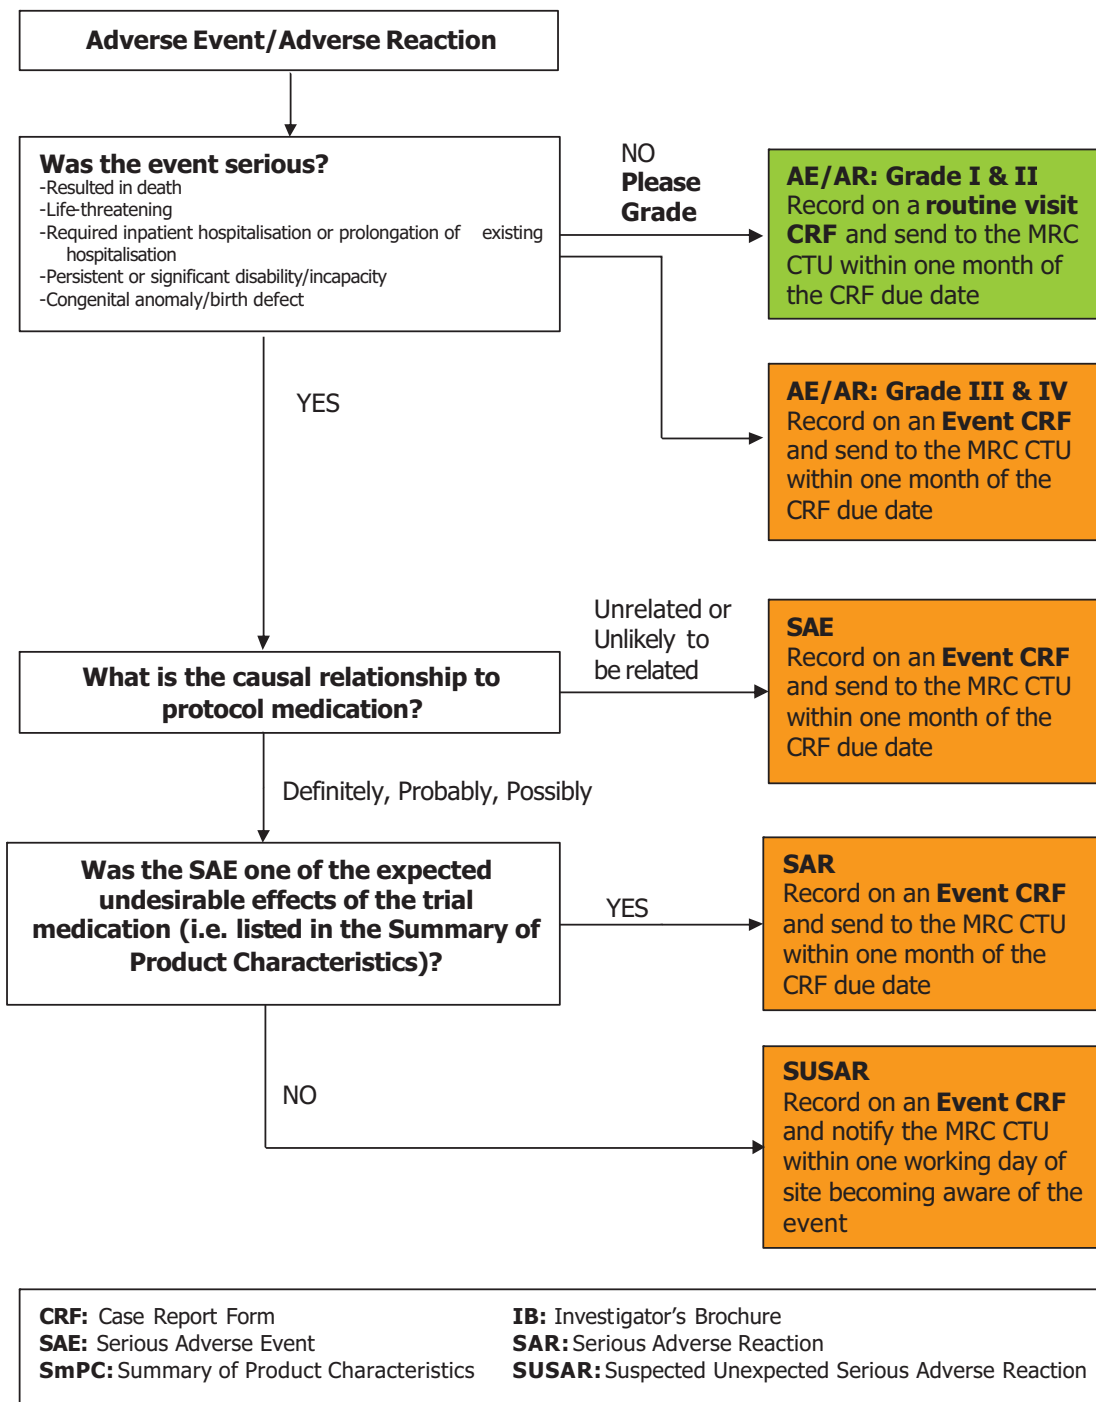 Adverse Event/Adverse Reaction
Was the event serious?
-Resulted in death
-Life-threatening
-Required inpatient hospitalisation or prolongation of existing
hospitalisation
-Persistent or significant disability/incapacity
-Congenital anomaly/birth defect
NO
Please
Grade
AE/AR: Grade I & II
Record on a routine visit
CRF and send to the MRC
CTU within one month of
the CRF due date
AE/AR: Grade III & IV
Record on an Event CRF
and send to the MRC CTU
within one month of the
CRF due date
YES
What is the causal relationship to
protocol medication?
Unrelated or
Unlikely to
be related
SAE
Record on an Event CRF
and send to the MRC CTU
within one month of the
CRF due date
Definitely, Probably, Possibly
Was the SAE one of the expected
undesirable effects of the trial
medication (i.e. listed in the Summary of
Product Characteristics)?
YES
SAR
Record on an Event CRF
and send to the MRC CTU
within one month of the
CRF due date
NO
SUSAR
Record on an Event CRF
and notify the MRC CTU
within one working day of
site becoming aware of the
event
CRF: Case Report Form
SAE: Serious Adverse Event
SmPC: Summary of Product Characteristics
IB: Investigator's Brochure
SAR: Serious Adverse Reaction
SUSAR: Suspected Unexpected Serious Adverse Reaction